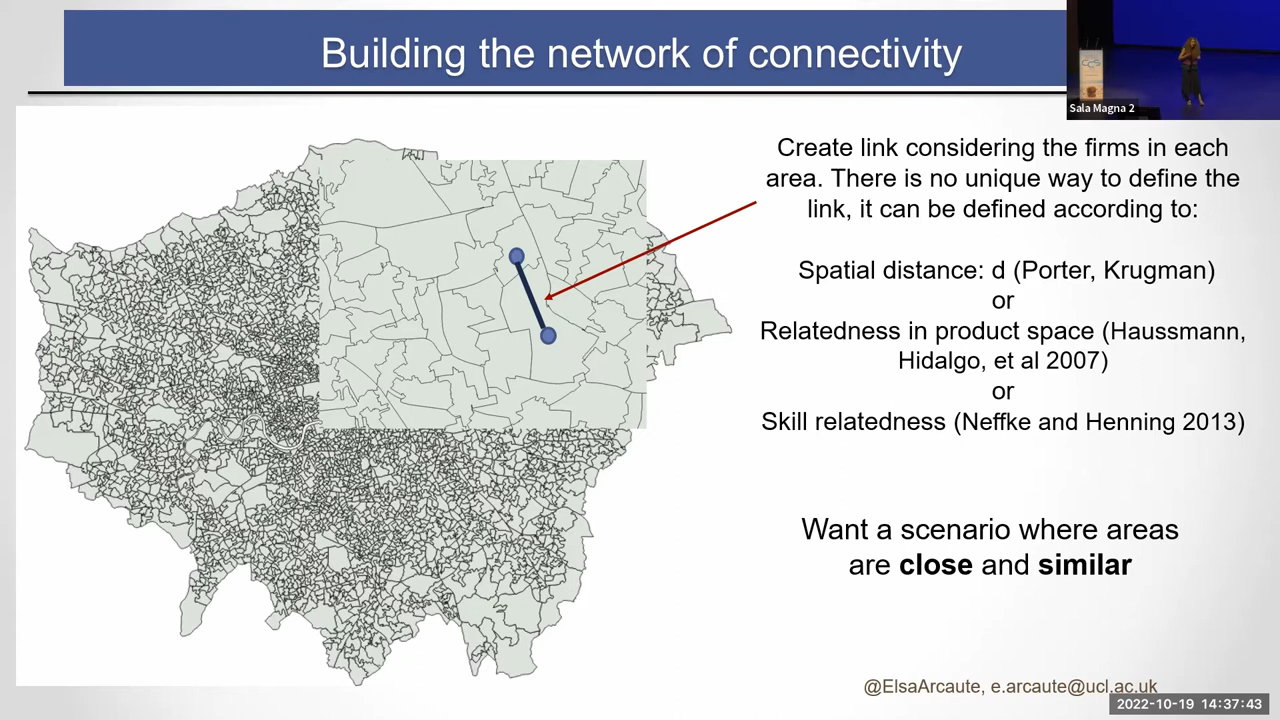 Building the network of connectivity
Sala Magna 2
Create link considering the firms in each
area. There is no unique way to define the
link, it can be defined according to:
Spatial distance: d (Porter, Krugman)
or
Relatedness in product space (Haussmann,
Hidalgo, et al 2007)
or
Skill relatedness (Neffke and Henning 2013)
Want a scenario where areas
are close and similar
@ElsaArcaute, e.arcaute@ucl.ac.uk
2022-10-19 14:37:43